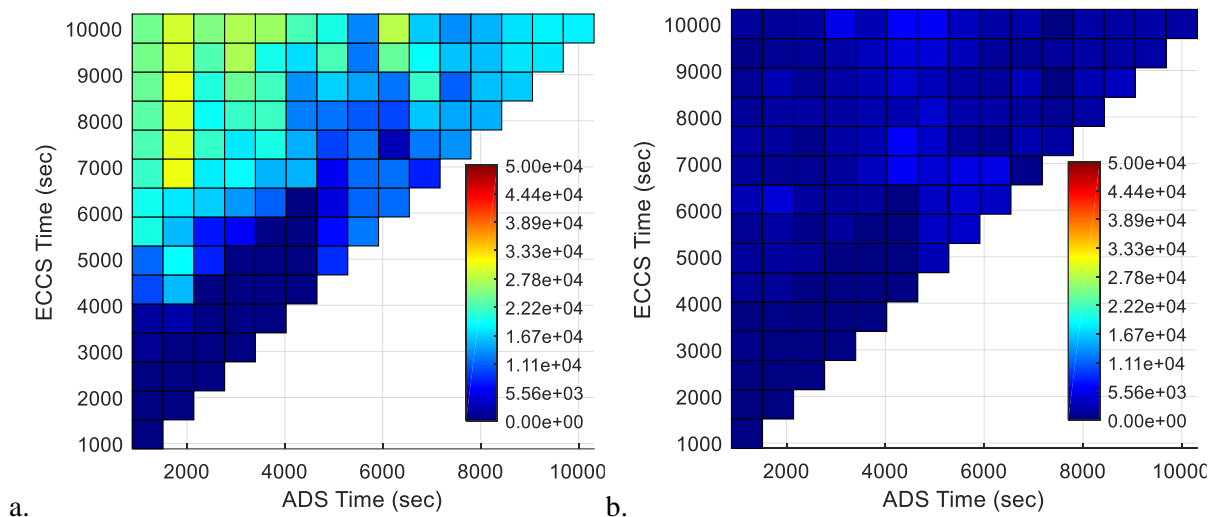 10000
9000
8000
7000
6000
5000
4000
3000
2000
1000
ECCS Time (sec)
2000 4000 6000 8000 10000
ADS Time (sec)
5.00e+04
4.44e+04
3.89e+04
3.33e+04
2.78e+04
2.22e+04
1.67e+04
1.11e+04
5.56e+03
0.00e+00
a.
10000
9000
8000
7000
6000
5000
4000
3000
2000
1000
ECCS Time (sec)
2000 4000 6000 8000 10000
ADS Time (sec)
5.00e+04
4.44e+04
3.89e+04
3.33e+04
2.78e+04
2.22e+04
1.67e+04
1.11e+04
5.56e+03
0.00e+00
b.